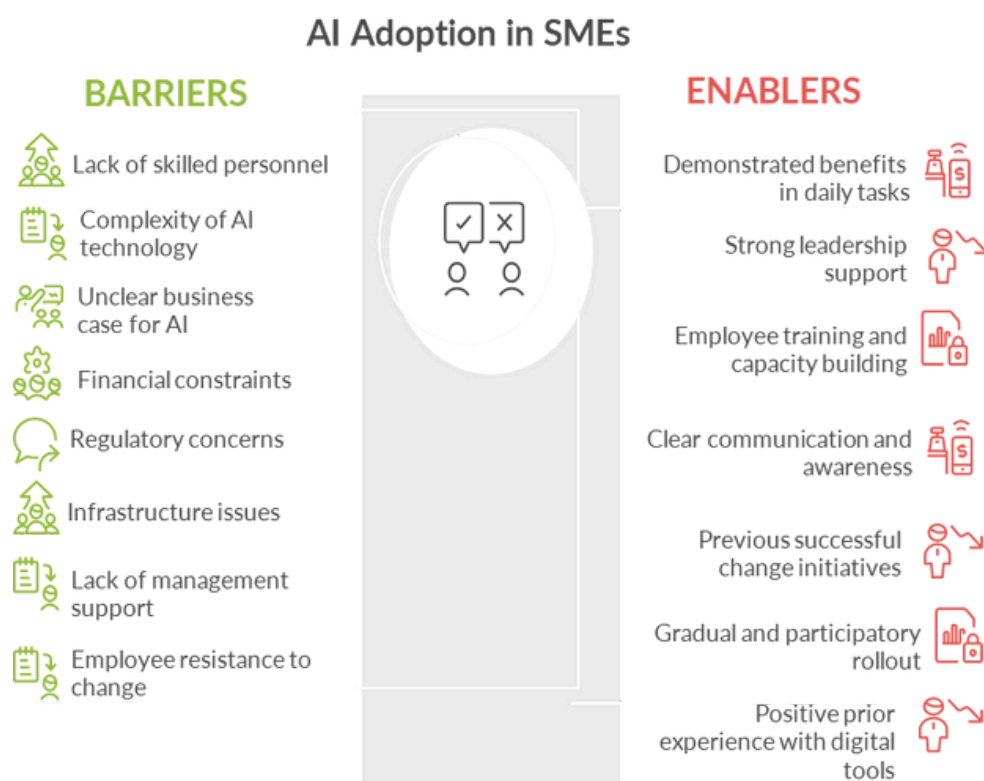 AI Adoption in SMEs
BARRIERS
Lack of skilled personnel
Complexity of AI
technology
Unclear business
case for AI
Financial constraints
Regulatory concerns
Infrastructure issues
Lack of management
support
Employee resistance to
change
ENABLERS
Demonstrated benefits
in daily tasks
Strong leadership
support
Employee training and
capacity building
Clear communication and
awareness
Previous successful
change initiatives
Gradual and participatory
rollout
Positive prior
experience with digital
tools